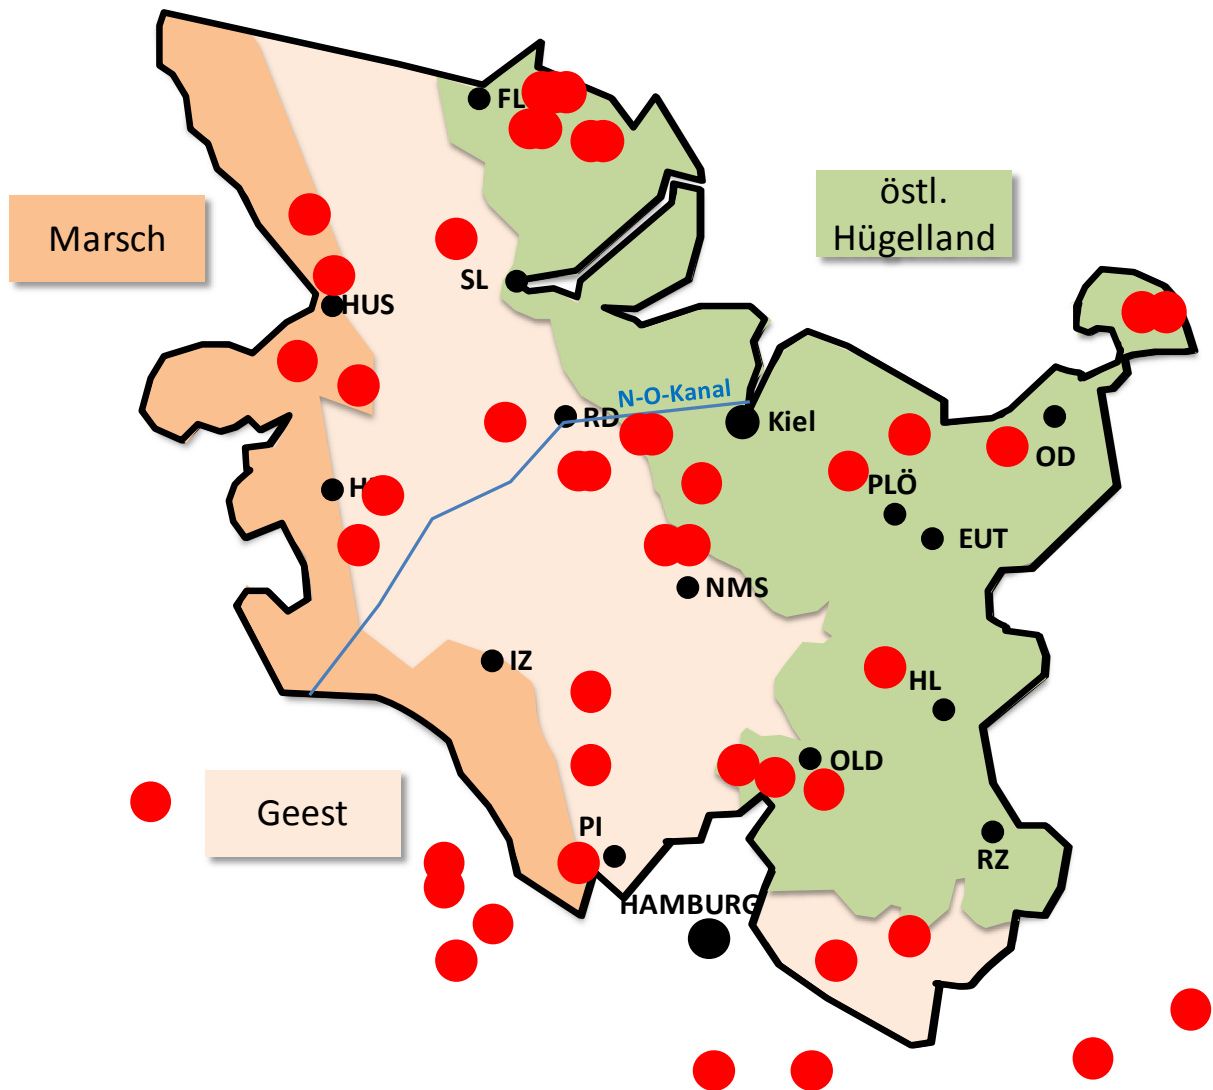 FL
östl.
Hügelland
Marsch
SL
HUS
N-O-Kanal
RD
Kiel
OD
PLÖ
EUT
NMS
IZ
HL
OLD
Geest
PI
RZ
HAMBURG